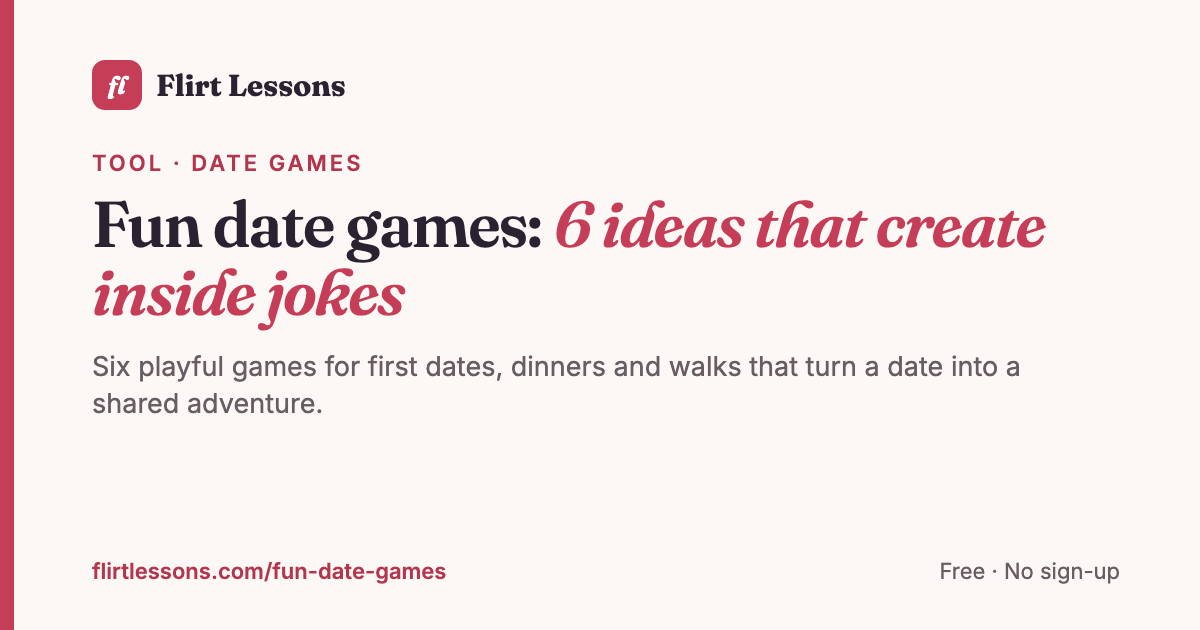 fl Flirt Lessons
TOOL · DATE GAMES
Fun date games: 6 ideas that create
inside jokes
Six playful games for first dates, dinners and walks that turn a date into a
shared adventure.
flirtlessons.com/fun-date-games
Free · No sign-up